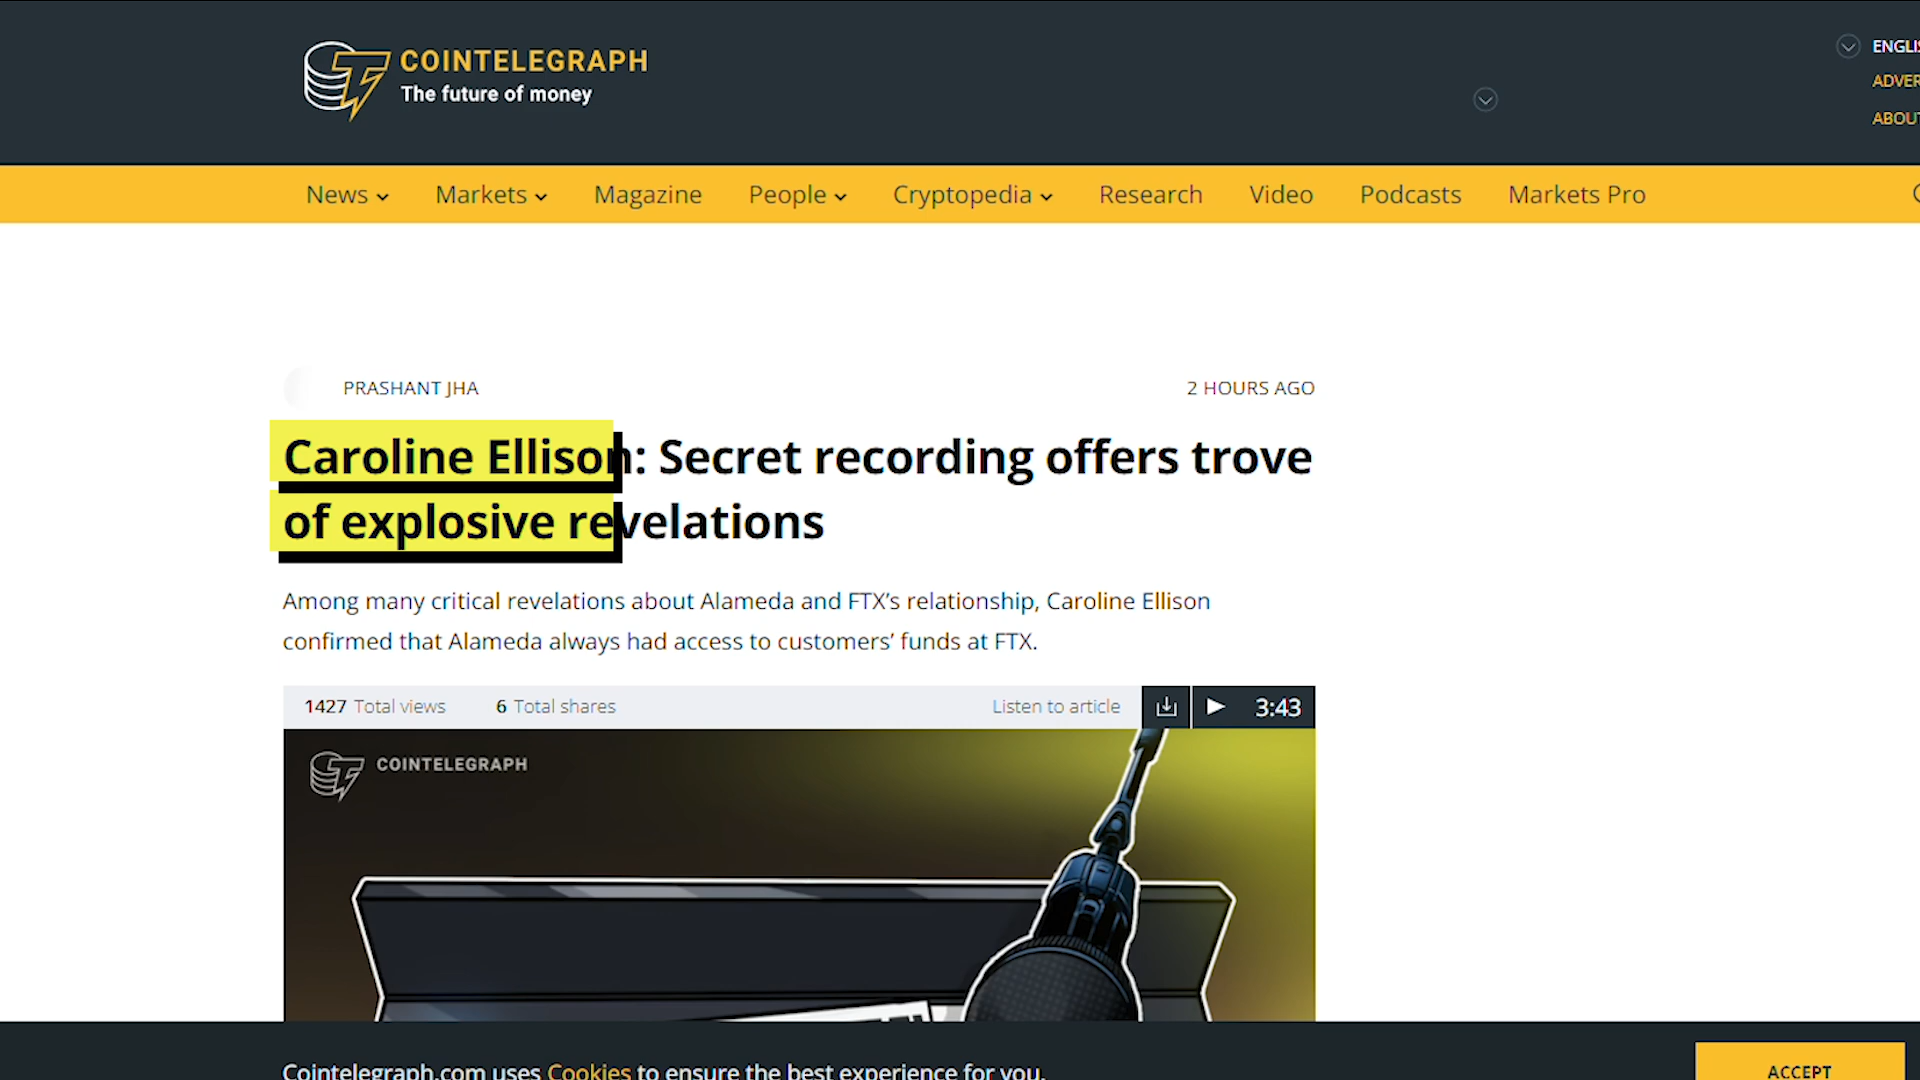 COINTELEGRAPH
The future of money
ENGLIS
ADVER
ABOUT
News Markets Magazine People Cryptopedia Research Video Podcasts Markets Pro
PRASHANT JHA 2 HOURS AGO
Caroline Ellison: Secret recording offers trove
of explosive revelations
Among many critical revelations about Alameda and FTX’s relationship, Caroline Ellison
confirmed that Alameda always had access to customers’ funds at FTX.
1427 Total views 6 Total shares Listen to article 3:43
COINTELEGRAPH
Cointelegraph.com uses Cookies to ensure the best experience for you.
ACCEPT